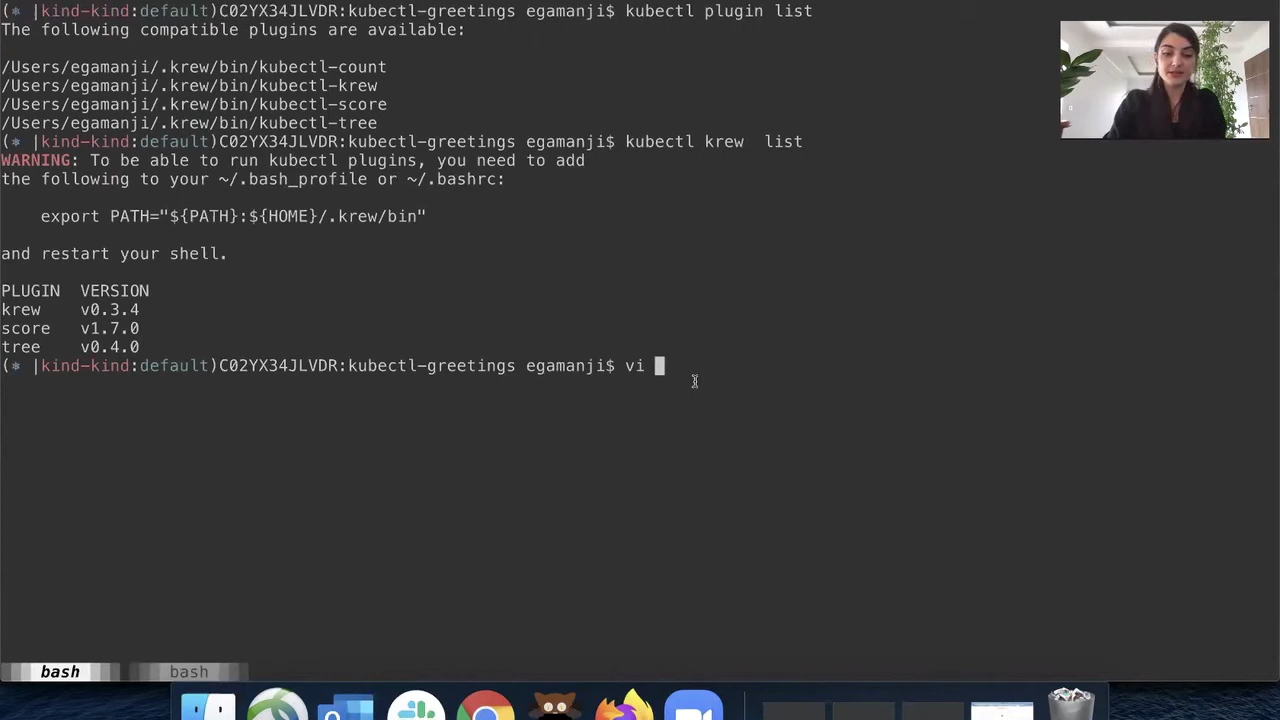 (⎈ |kind-kind:default)C02YX34JLVDR:kubectl-greetings egamanji$ kubectl plugin list
The following compatible plugins are available:
/Users/egamanji/.krew/bin/kubectl-count
/Users/egamanji/.krew/bin/kubectl-krew
/Users/egamanji/.krew/bin/kubectl-score
/Users/egamanji/.krew/bin/kubectl-tree
(⎈ |kind-kind:default)C02YX34JLVDR:kubectl-greetings egamanji$ kubectl krew  list
WARNING: To be able to run kubectl plugins, you need to add
the following to your ~/.bash_profile or ~/.bashrc:
    export PATH="${PATH}:${HOME}/.krew/bin"
and restart your shell.
PLUGIN  VERSION
krew    v0.3.4
score   v1.7.0
tree    v0.4.0
(⎈ |kind-kind:default)C02YX34JLVDR:kubectl-greetings egamanji$ vi
bash bash